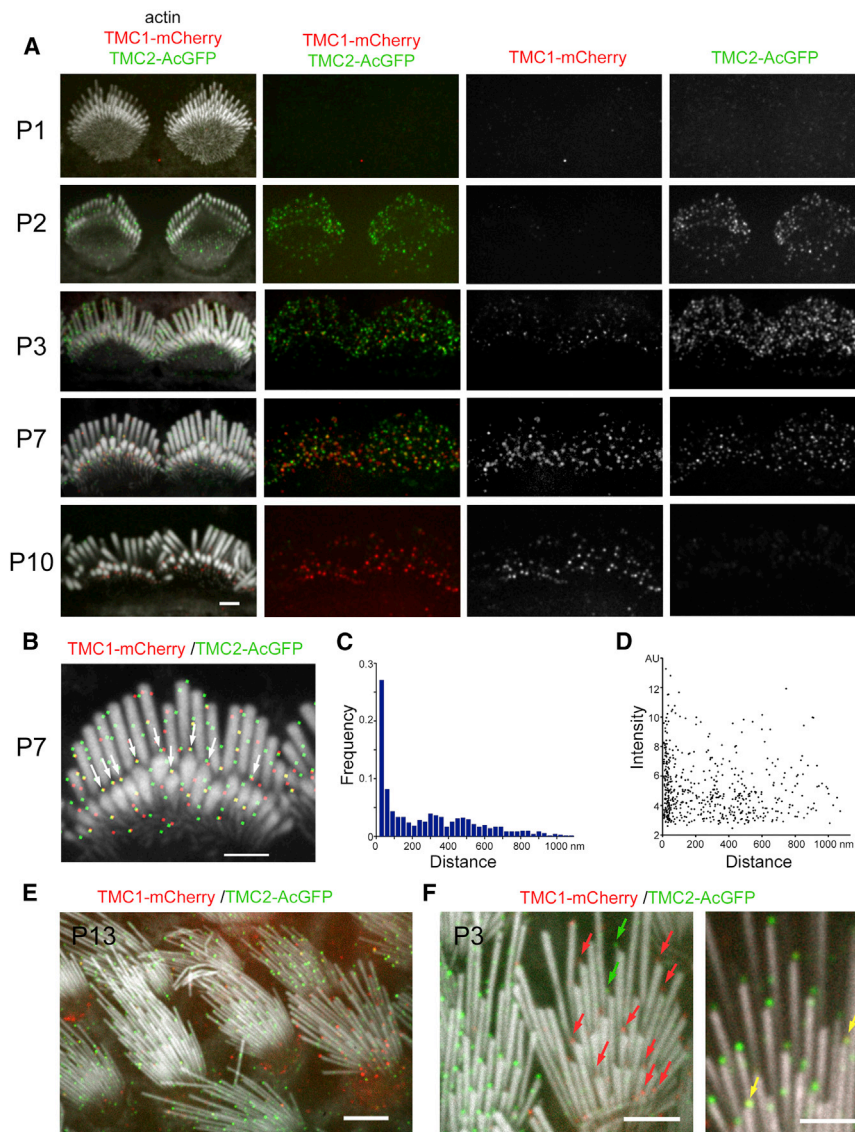 A
actin
TMC1-mCherry
TMC2-AcGFP
TMC1-mCherry
TMC2-AcGFP
TMC1-mCherry
TMC2-AcGFP
P1
P2
P3
P7
P10
B
TMC1-mCherry /TMC2-AcGFP
P7
C
0.3
0.2
0.1
0
Frequency
0 200 400 600 800 1000 nm
Distance
D
AU
12
10
8
6
4
2
Intensity
0 200 400 600 800 1000 nm
Distance
E
TMC1-mCherry /TMC2-AcGFP
P13
F
TMC1-mCherry /TMC2-AcGFP
P3